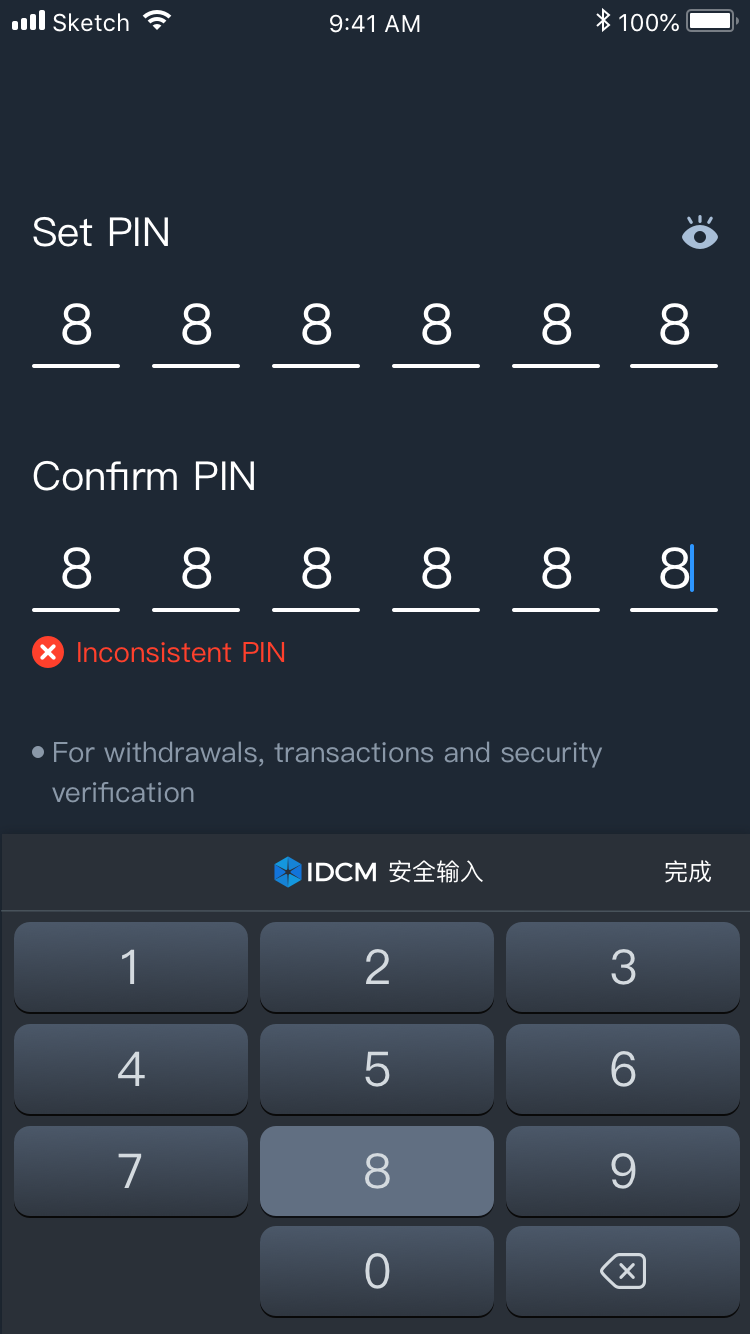 Sketch 9:41 AM 100%
Set PIN
8 8 8 8 8 8
Confirm PIN
8 8 8 8 8 8
Inconsistent PIN
For withdrawals, transactions and security
verification
IDCM 安全输入 完成
1 2 3
4 5 6
7 8 9
0